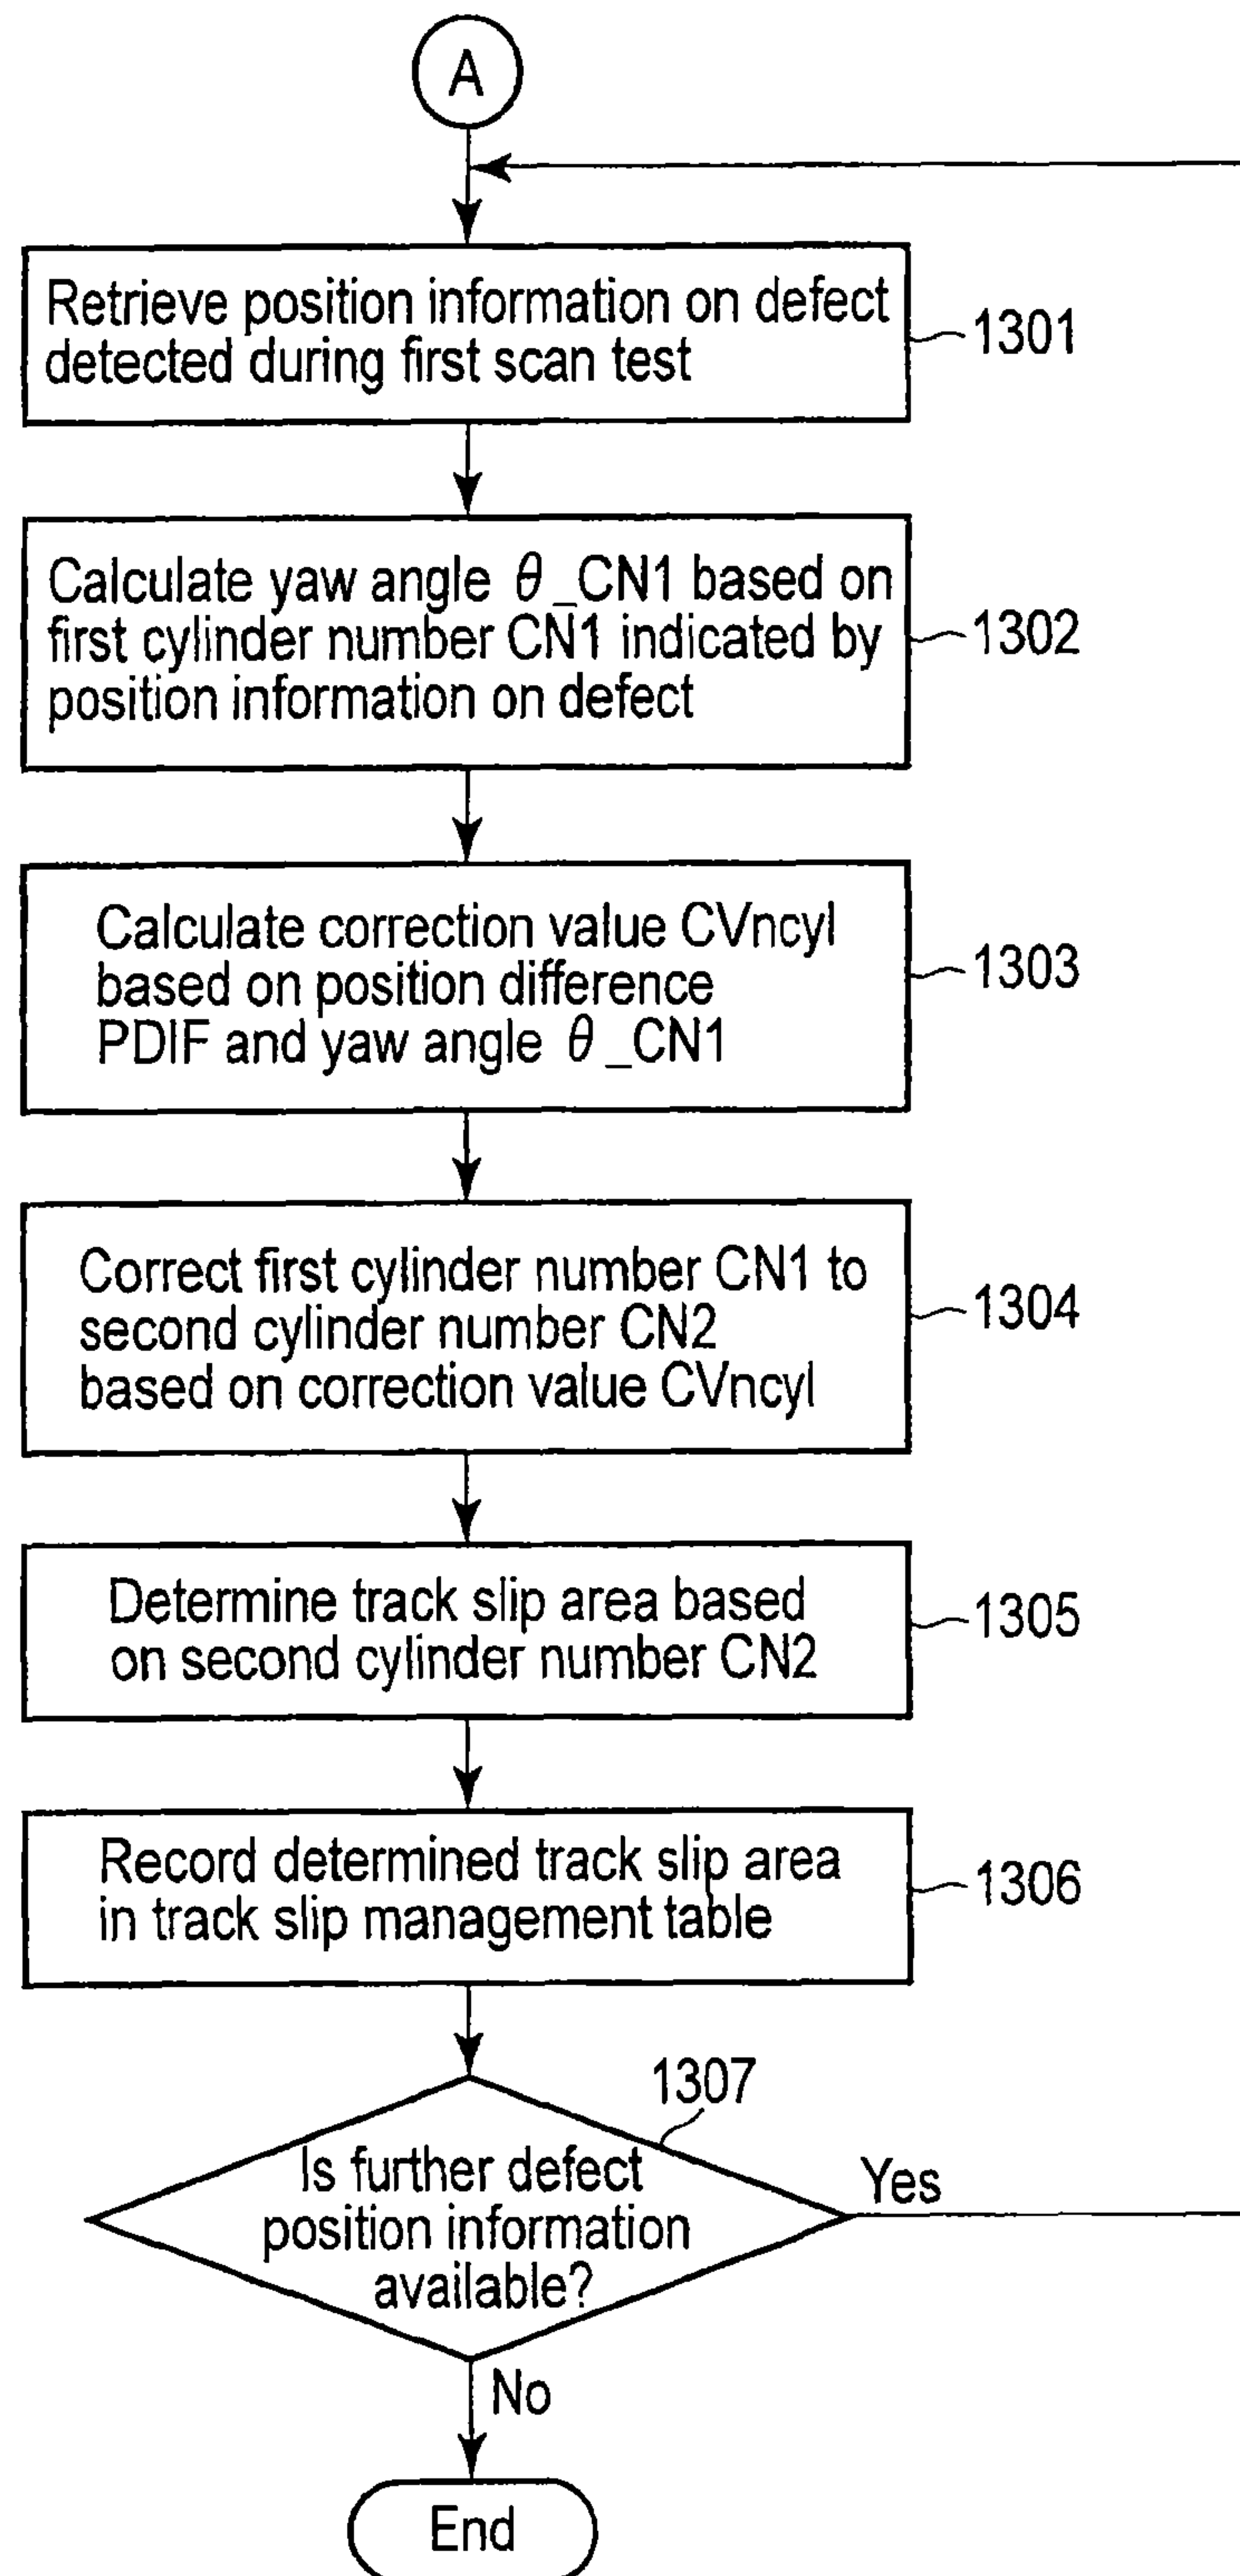 A
Retrieve position information on defect
detected during first scan test
1301
Calculate yaw angle θ_CN1 based on
first cylinder number CN1 indicated by
position information on defect
1302
Calculate correction value CVncyl
based on position difference
PDIF and yaw angle θ_CN1
1303
Correct first cylinder number CN1 to
second cylinder number CN2
based on correction value CVncyl
1304
Determine track slip area based
on second cylinder number CN2
1305
Record determined track slip area
in track slip management table
1306
1307
Is further defect
position information
available?
Yes
No
End